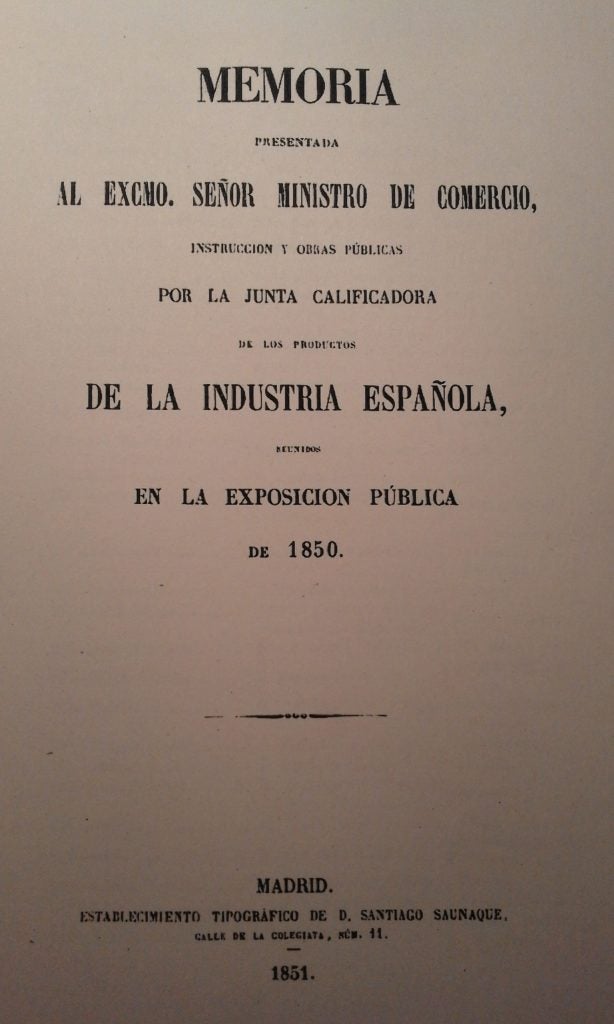 MEMORIA
PRESENTADA
AL EXCMO. SEÑOR MINISTRO DE COMERCIO,
INSTRUCCION Y OBRAS PÚBLICAS
POR LA JUNTA CALIFICADORA
DE LOS PRODUCTOS
DE LA INDUSTRIA ESPAÑOLA,
REUNIDOS
EN LA EXPOSICION PÚBLICA
DE 1850.
MADRID.
ESTABLECIMIENTO TIPOGRÁFICO DE D. SANTIAGO SAUNAQUE,
CALLE DE LA COLEGIATA, NÚM. 11.
1851.